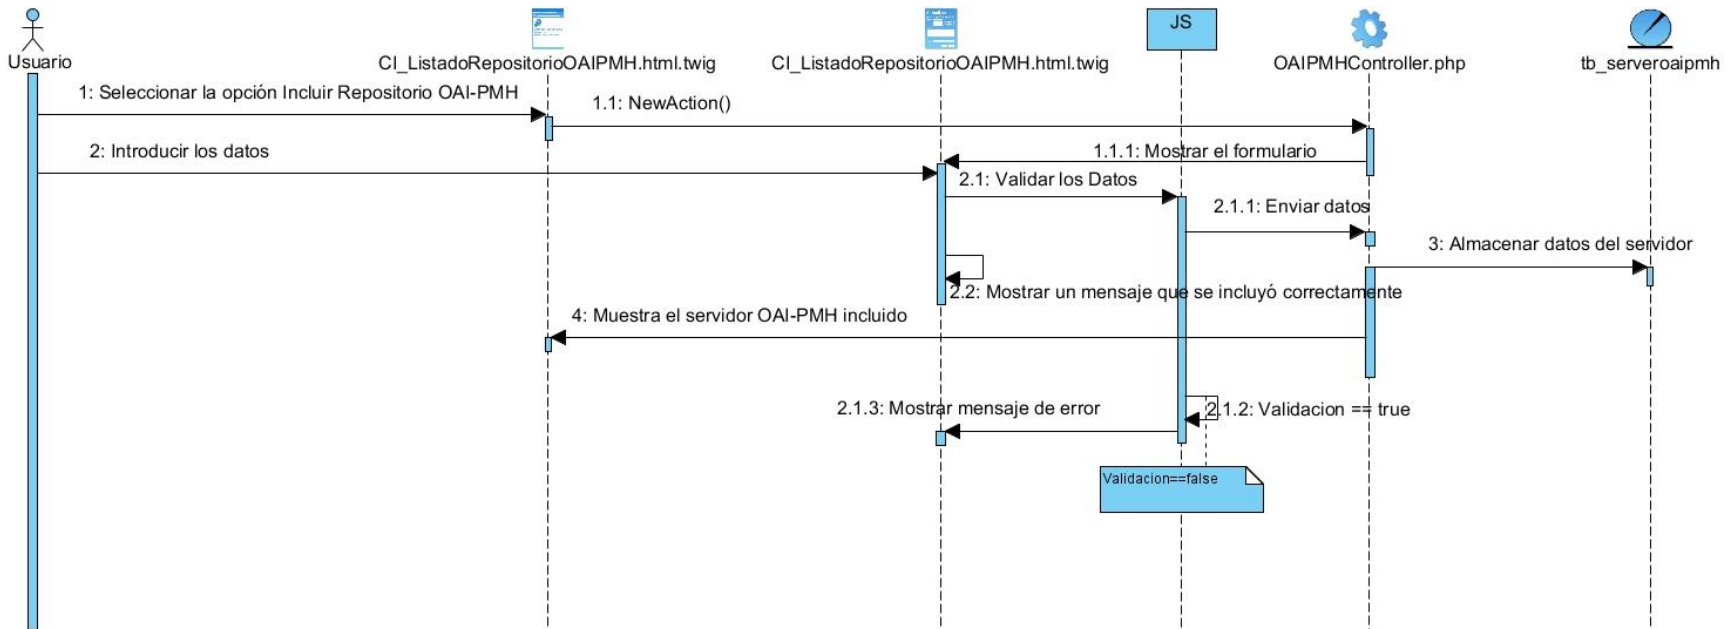 JS
Usuario
CI_ListadoRepositorioOAIPMH.html.twig
CI_ListadoRepositorioOAIPMH.html.twig
OAIPMHController.php
tb_serveroaipmh
1: Seleccionar la opción Incluir Repositorio OAI-PMH
1.1: NewAction()
2: Introducir los datos
1.1.1: Mostrar el formulario
2.1: Validar los Datos
2.1.1: Enviar datos
3: Almacenar datos del servidor
2.2: Mostrar un mensaje que se incluyó correctamente
4: Muestra el servidor OAI-PMH incluido
2.1.3: Mostrar mensaje de error
2.1.2: Validacion == true
Validacion==false